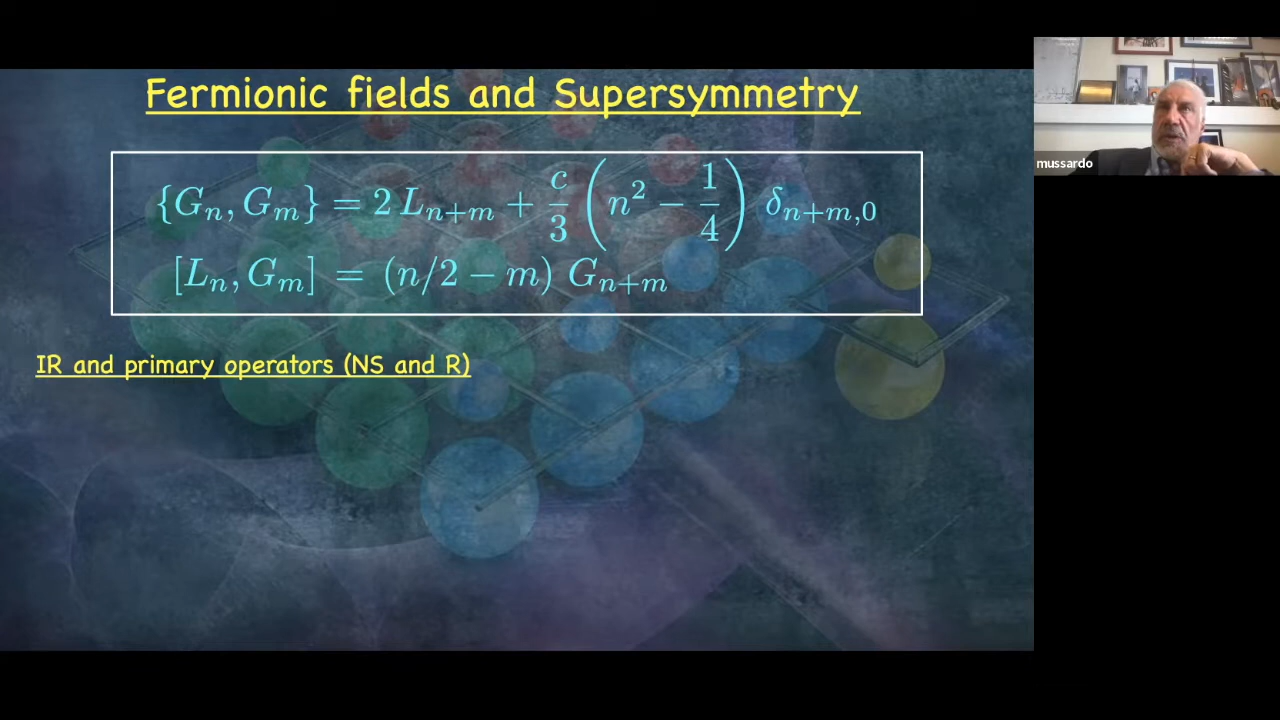 Fermionic fields and Supersymmetry
{G_n, G_m} = 2 L_{n+m} + \frac{c}{3} \left( n^2 - \frac{1}{4} \right) δ_{n+m,0}
[L_n, G_m] = (n/2 - m) G_{n+m}
IR and primary operators (NS and R)
mussardo